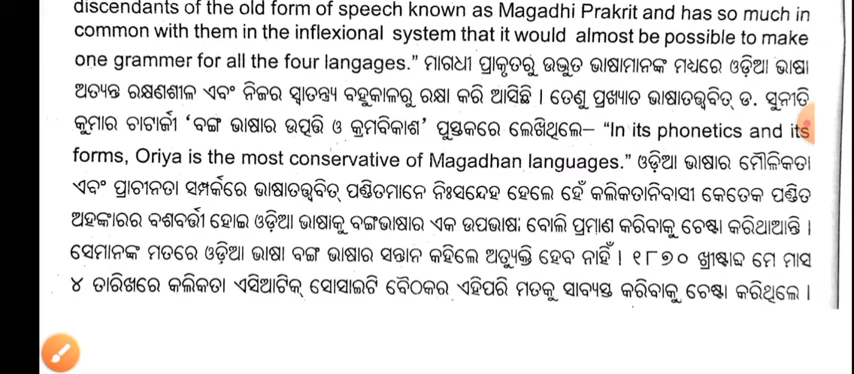 discendants of the old form of speech known as Magadhi Prakrit and has so much in
common with them in the inflexional system that it would almost be possible to make
one grammer for all the four langages." ମାଗଧୀ ପ୍ରାକୃତରୁ ଉଦ୍ଭୁତ ଭାଷାମାନଙ୍କ ମଧ୍ୟରେ ଓଡ଼ିଆ ଭାଷା
ଅତ୍ୟନ୍ତ ରକ୍ଷଣଶୀଳ ଏବଂ ନିଜର ସ୍ୱାତନ୍ତ୍ର୍ୟ ବହୁକାଳରୁ ରକ୍ଷା କରି ଆସିଛି । ତେଣୁ ପ୍ରଖ୍ୟାତ ଭାଷାତତ୍ତ୍ୱବିତ୍ ଡ. ସୁନୀତି
କୁମାର ଚାଟାର୍ଜୀ 'ବଙ୍ଗ ଭାଷାର ଉତ୍ପତ୍ତି ଓ କ୍ରମବିକାଶ' ପୁସ୍ତକରେ ଲେଖିଥିଲେ– "In its phonetics and its
forms, Oriya is the most conservative of Magadhan languages." ଓଡ଼ିଆ ଭାଷାର ମୌଳିକତା
ଏବଂ ପ୍ରାଚୀନତା ସମ୍ପର୍କରେ ଭାଷାତତ୍ତ୍ୱବିତ୍ ପଣ୍ଡିତମାନେ ନିଃସନ୍ଦେହ ହେଲେ ହେଁ କଲିକତାନିବାସୀ କେତେକ ପଣ୍ଡିତ
ଅହଙ୍କାରର ବଶବର୍ତ୍ତୀ ହୋଇ ଓଡ଼ିଆ ଭାଷାକୁ ବଙ୍ଗଭାଷାର ଏକ ଉପଭାଷା ବୋଲି ପ୍ରମାଣ କରିବାକୁ ଚେଷ୍ଟା କରିଥାଆନ୍ତି ।
ସେମାନଙ୍କ ମତରେ ଓଡ଼ିଆ ଭାଷା ବଙ୍ଗ ଭାଷାର ସନ୍ତାନ କହିଲେ ଅତ୍ୟୁକ୍ତି ହେବ ନାହିଁ । ୧୮୭୦ ଖ୍ରୀଷ୍ଟାବ୍ଦ ମେ ମାସ
୪ ତାରିଖରେ କଲିକତା ଏସିଆଟିକ୍ ସୋସାଇଟି ବୈଠକର ଏହିପରି ମତକୁ ସାବ୍ୟସ୍ତ କରିବାକୁ ଚେଷ୍ଟା କରିଥିଲେ ।